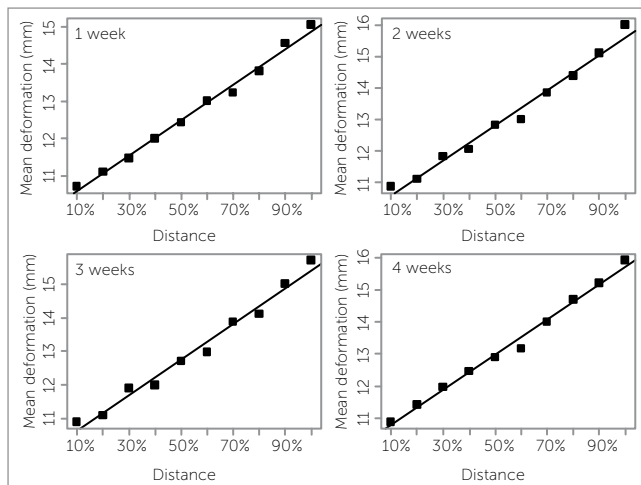 1 week
Mean deformation (mm)
15
14
13
12
11
10% 30% 50% 70% 90%
Distance
2 weeks
Mean deformation (mm)
16
15
14
13
12
11
10% 30% 50% 70% 90%
Distance
3 weeks
Mean deformation (mm)
15
14
13
12
11
10% 30% 50% 70% 90%
Distance
4 weeks
Mean deformation (mm)
16
15
14
13
12
11
10% 30% 50% 70% 90%
Distance